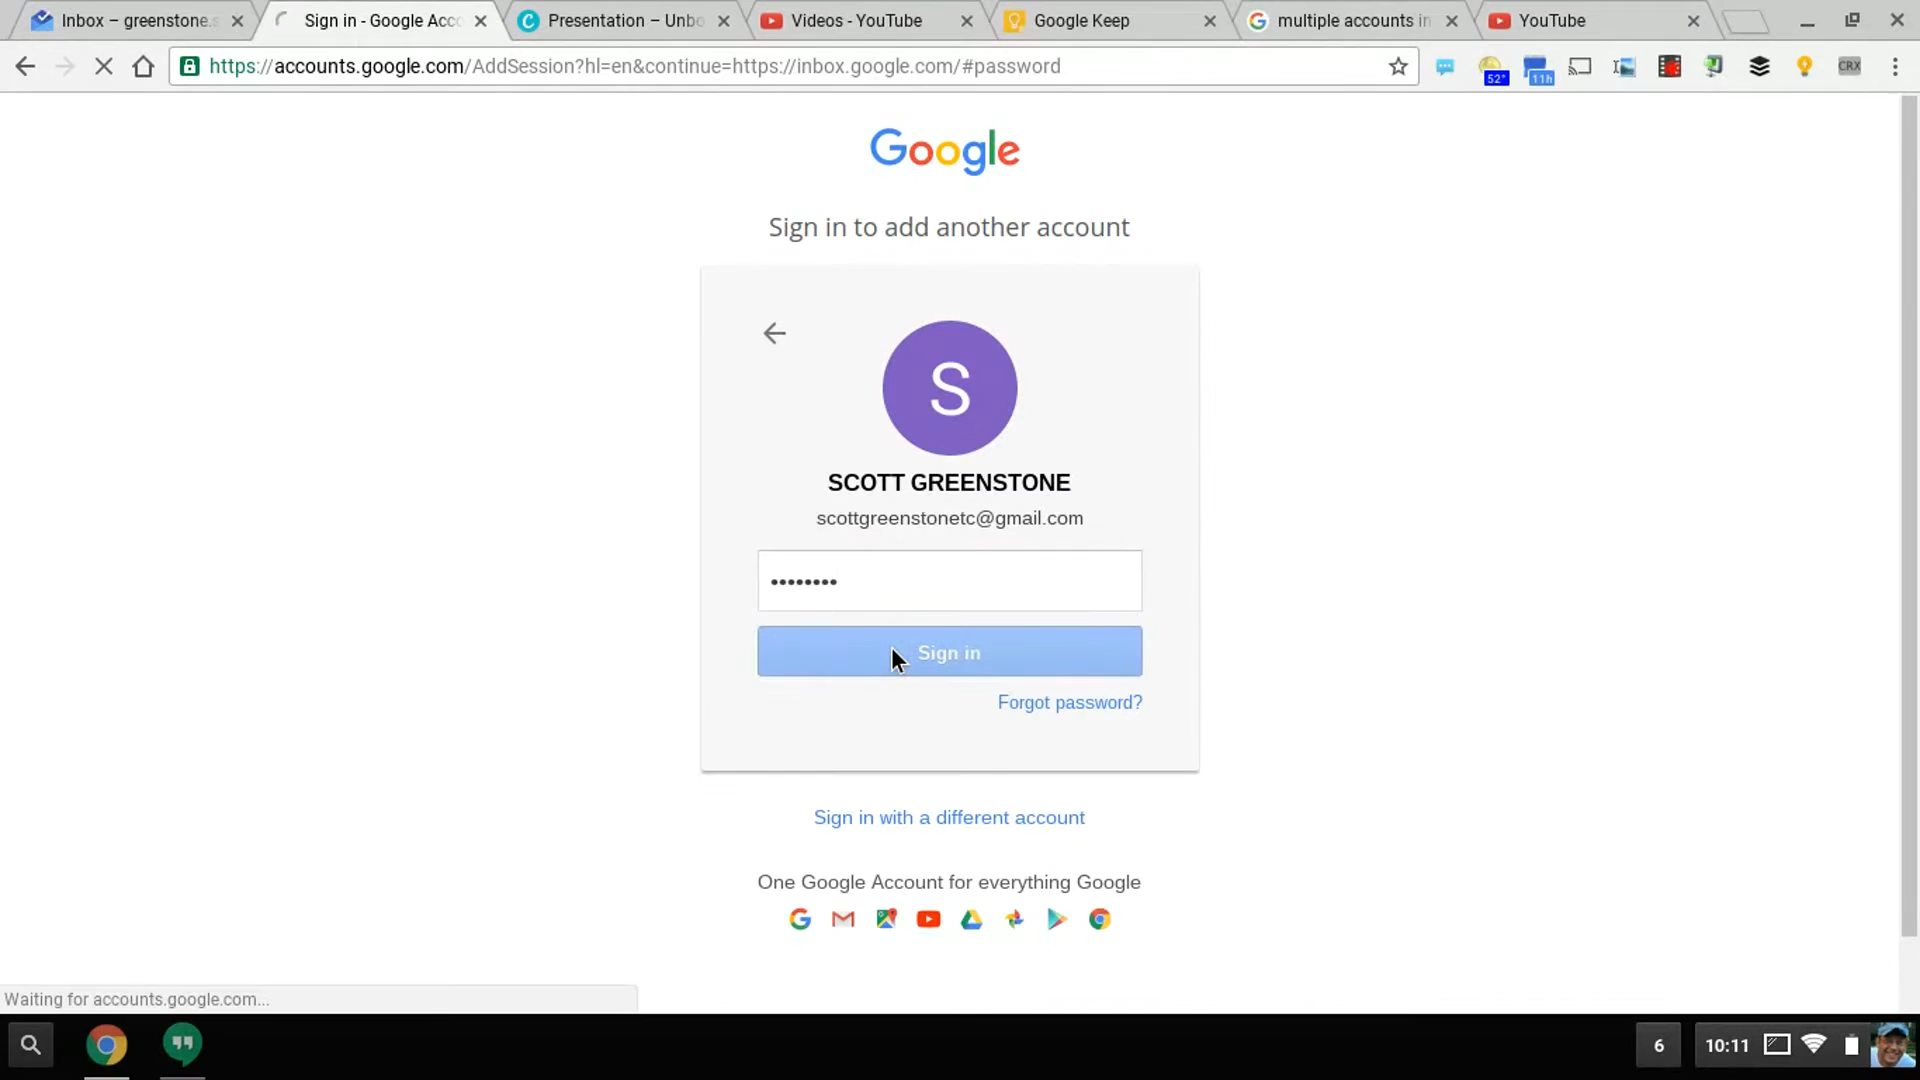 Inbox – greenstone.s
Sign in - Google Acco
Presentation – Unbo
Videos - YouTube
Google Keep
multiple accounts in
YouTube
https://accounts.google.com/AddSession?hl=en&continue=https://inbox.google.com/#password
52°
11h
CRX
Google
Sign in to add another account
S
SCOTT GREENSTONE
scottgreenstonetc@gmail.com
••••••••
Sign in
Forgot password?
Sign in with a different account
One Google Account for everything Google
Waiting for accounts.google.com...
6
10:11